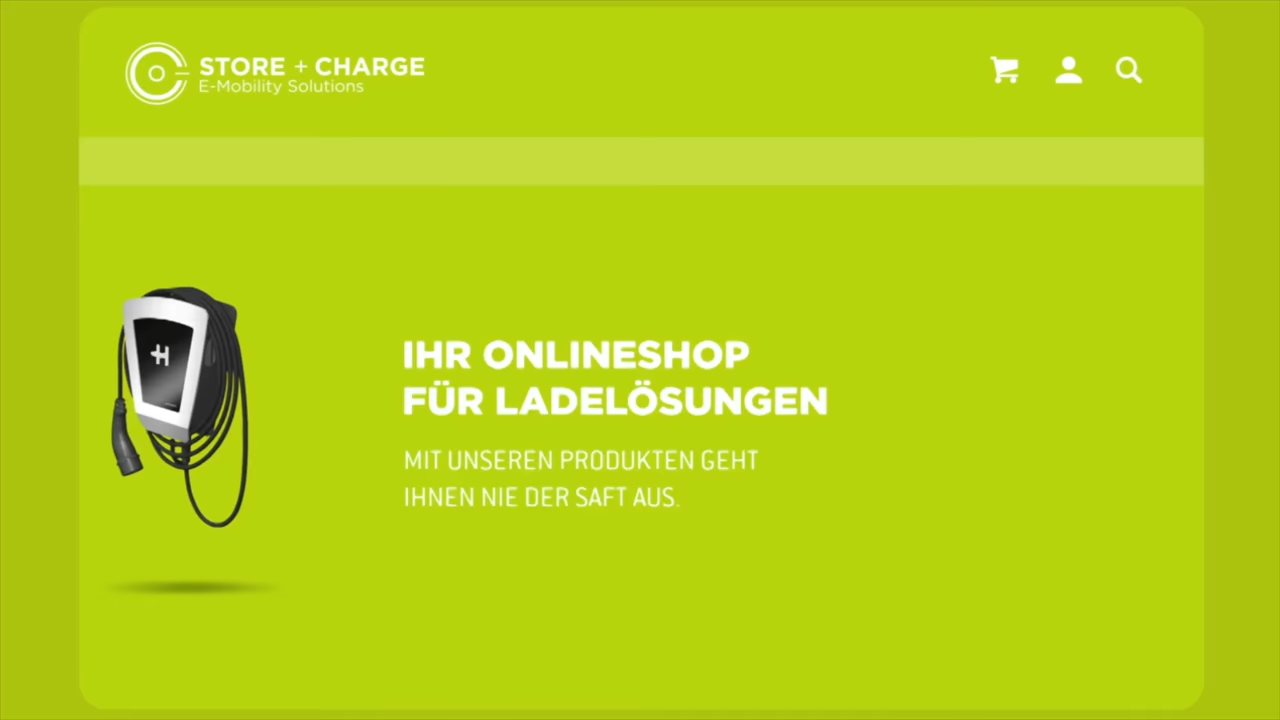 STORE + CHARGE
E-Mobility Solutions
IHR ONLINESHOP
FÜR LADELÖSUNGEN
MIT UNSEREN PRODUKTEN GEHT
IHNEN NIE DER SAFT AUS.